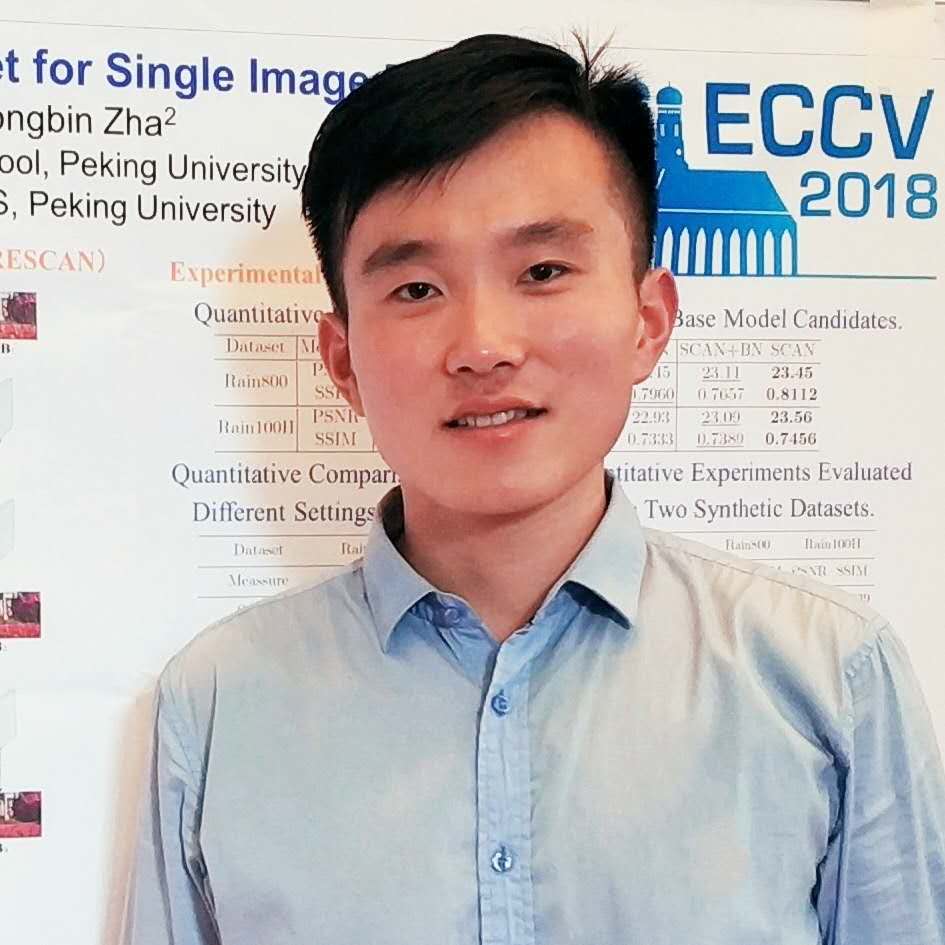 et for Single Image
ongbin Zha2
ool, Peking University
S, Peking University
ECCV
2018
RESCAN)
Experimental
Quantitative
Base Model Candidates.
Dataset
SCAN+BN SCAN
Rain800
23.11 23.45
0.7960 0.7657 0.8112
Rain100H PSNR 22.93 23.09 23.56
SSIM 0.7333 0.7389 0.7456
Quantitative
Experiments Evaluated
Different Settings
Two Synthetic Datasets.
Dataset
Rain800 Rain100H
Meassure
PSNR SSIM